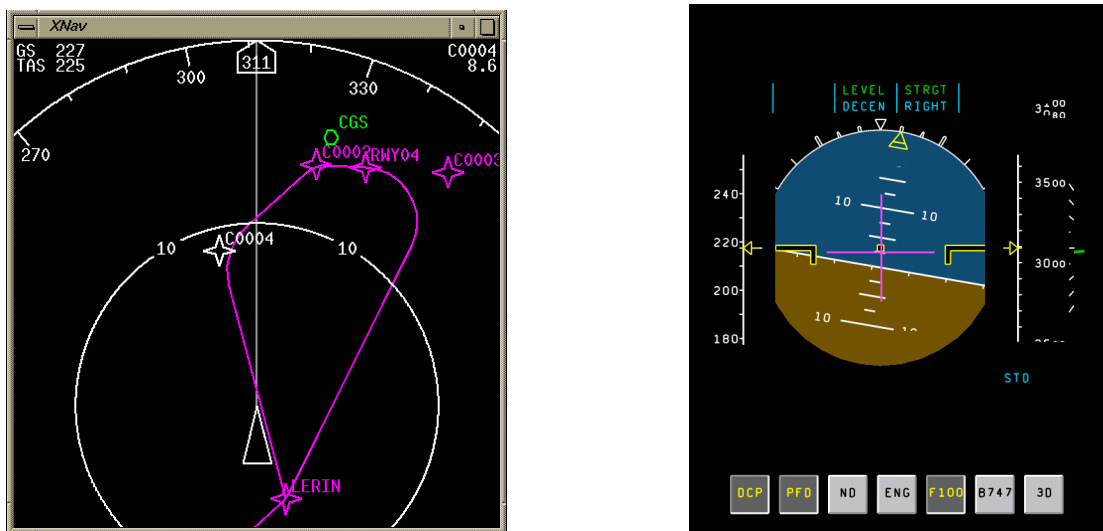 XNav
GS 227
TAS 225
C0004
8.6
311
300
330
270
CGS
C0002
RWY04
C0003
C0004
10
10
LERIN
LEVEL
STRGT
DECEN
RIGHT
240
220
200
180
10
10
10
3500
3000
STD
DCP
PFD
ND
ENG
F100
B747
3D